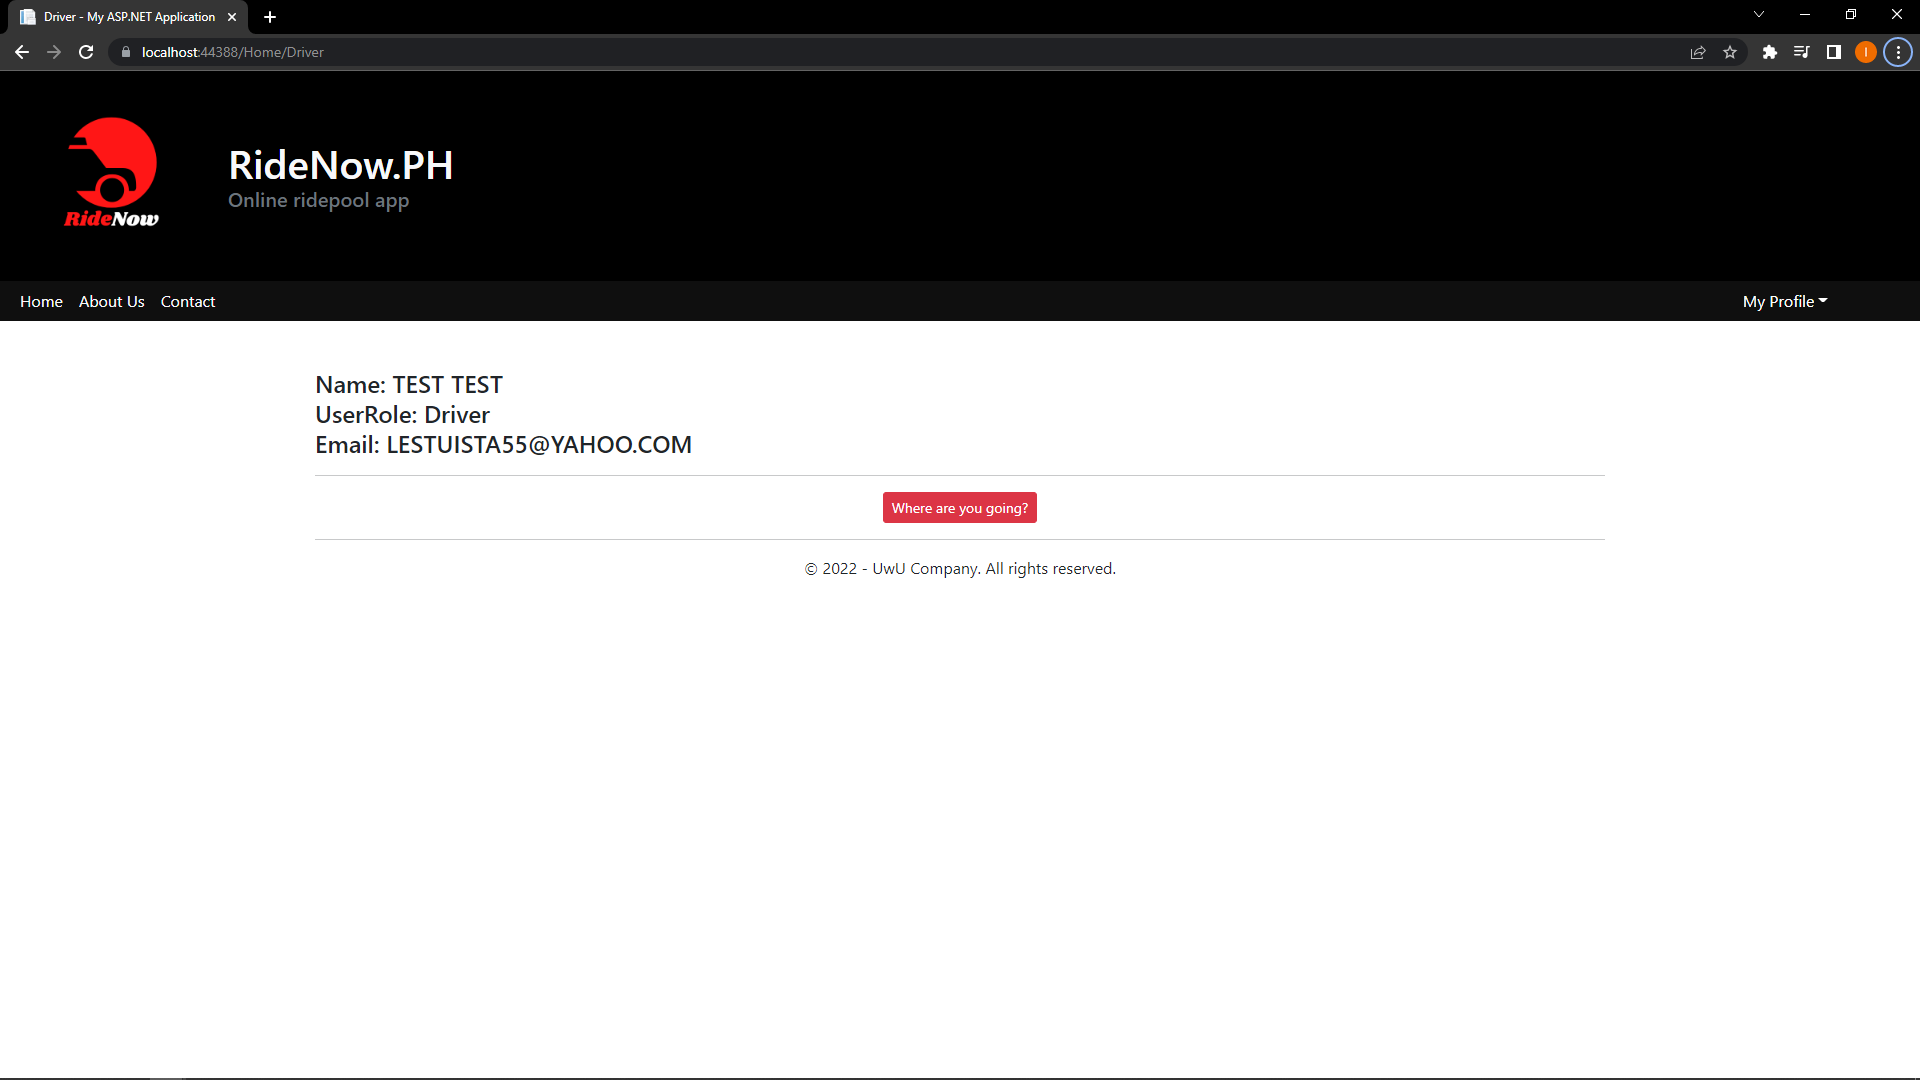 Driver - My ASP.NET Application
localhost:44388/Home/Driver
I
RideNow
RideNow.PH
Online ridepool app
Home About Us Contact My Profile
Name: TEST TEST
UserRole: Driver
Email: LESTUISTA55@YAHOO.COM
Where are you going?
© 2022 - UwU Company. All rights reserved.